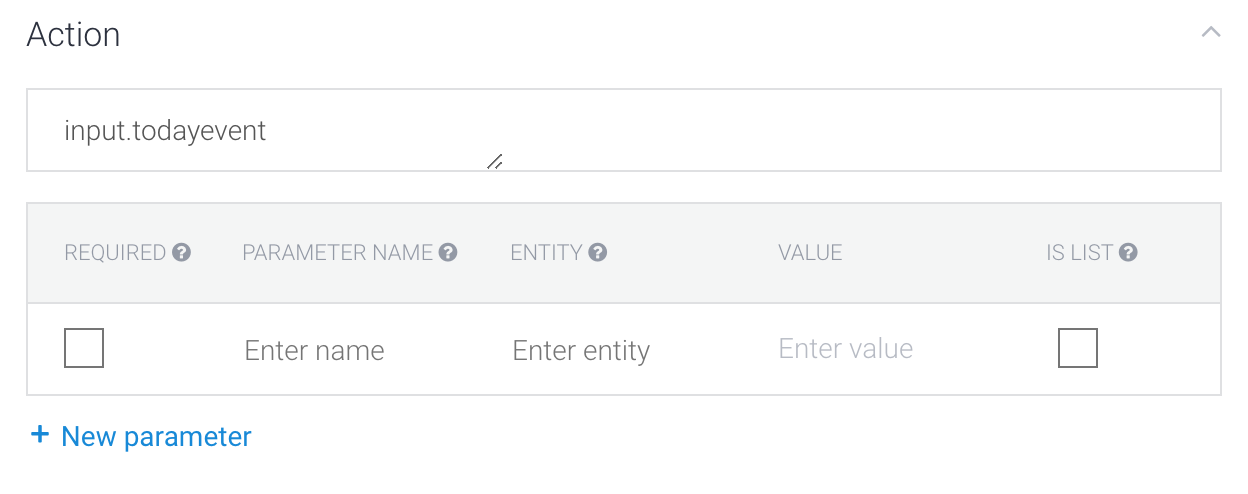 Action
input.todayevent
REQUIRED ? PARAMETER NAME ? ENTITY ? VALUE IS LIST ?
Enter name Enter entity Enter value
+ New parameter